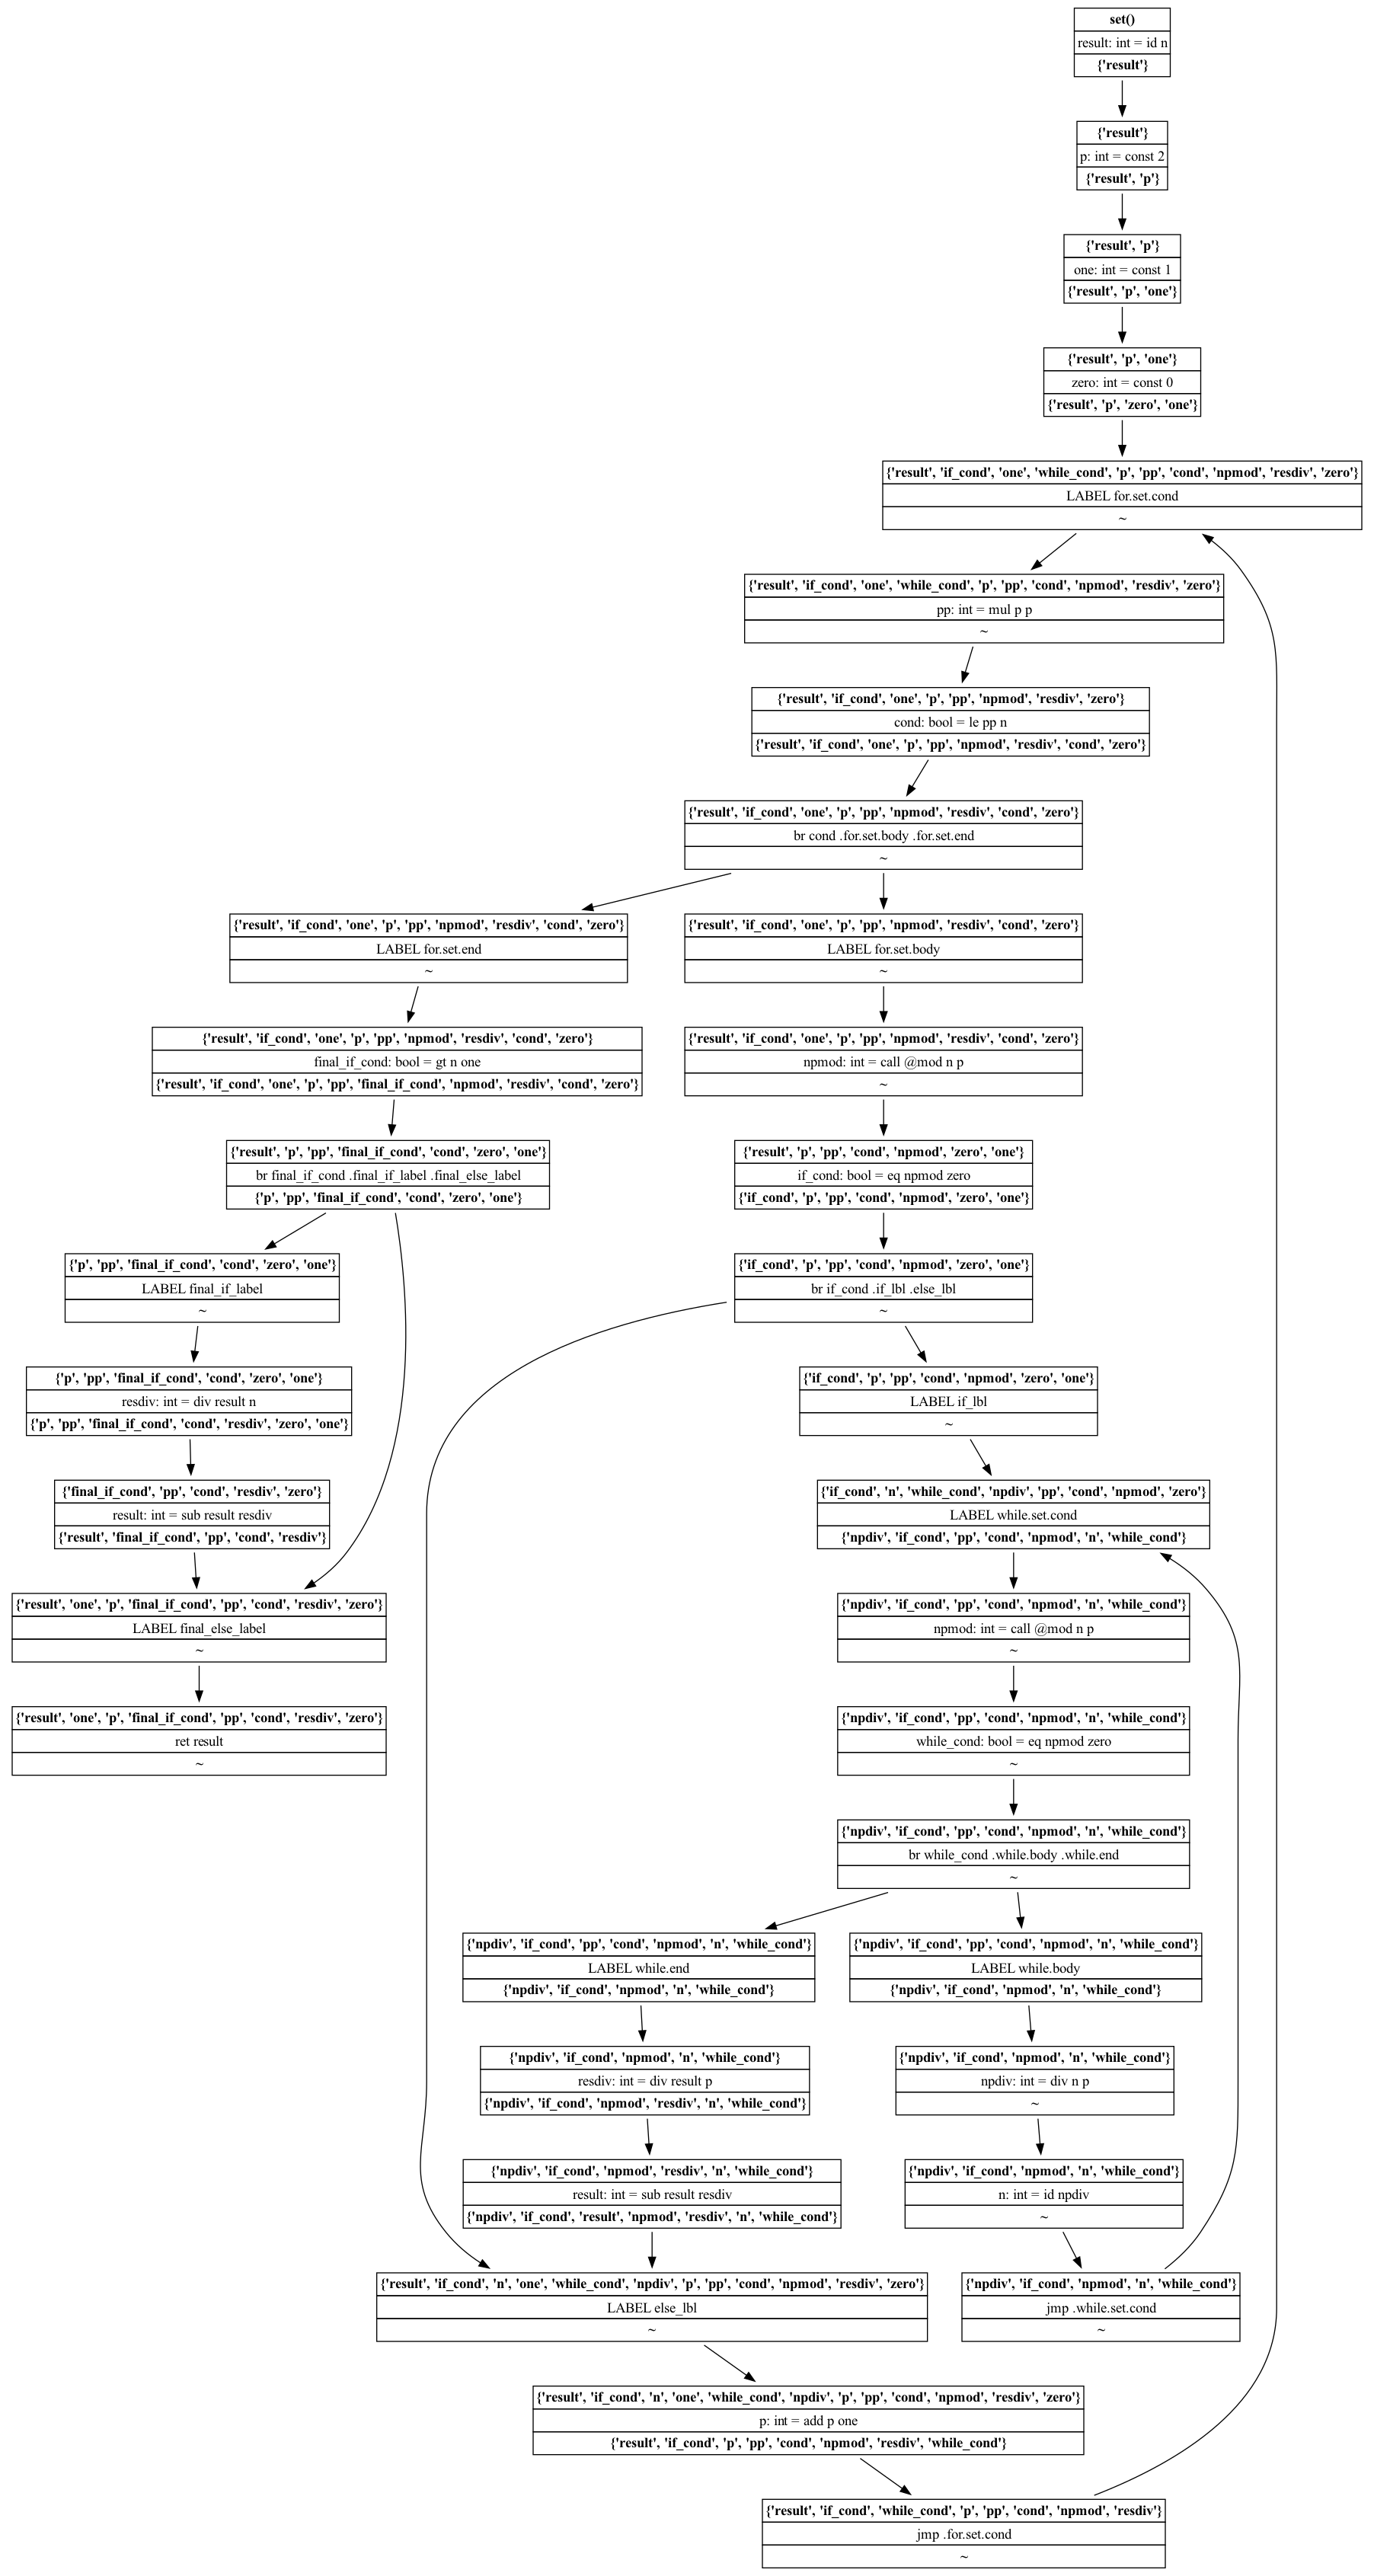 set()
result: int = id n
{'result'}
{'result'}
p: int = const 2
{'result', 'p'}
{'result', 'p'}
one: int = const 1
{'result', 'p', 'one'}
{'result', 'p', 'one'}
zero: int = const 0
{'result', 'p', 'zero', 'one'}
{'result', 'if_cond', 'one', 'while_cond', 'p', 'pp', 'cond', 'npmod', 'resdiv', 'zero'}
LABEL for.set.cond
~
{'result', 'if_cond', 'one', 'while_cond', 'p', 'pp', 'cond', 'npmod', 'resdiv', 'zero'}
pp: int = mul p p
~
{'result', 'if_cond', 'one', 'p', 'pp', 'npmod', 'resdiv', 'zero'}
cond: bool = le pp n
{'result', 'if_cond', 'one', 'p', 'pp', 'npmod', 'resdiv', 'cond', 'zero'}
{'result', 'if_cond', 'one', 'p', 'pp', 'npmod', 'resdiv', 'cond', 'zero'}
br cond .for.set.body .for.set.end
~
{'result', 'if_cond', 'one', 'p', 'pp', 'npmod', 'resdiv', 'cond', 'zero'}
LABEL for.set.end
~
{'result', 'if_cond', 'one', 'p', 'pp', 'npmod', 'resdiv', 'cond', 'zero'}
LABEL for.set.body
~
{'result', 'if_cond', 'one', 'p', 'pp', 'npmod', 'resdiv', 'cond', 'zero'}
final_if_cond: bool = gt n one
{'result', 'if_cond', 'one', 'p', 'pp', 'final_if_cond', 'npmod', 'resdiv', 'cond', 'zero'}
{'result', 'if_cond', 'one', 'p', 'pp', 'npmod', 'resdiv', 'cond', 'zero'}
npmod: int = call @mod n p
~
{'result', 'p', 'pp', 'final_if_cond', 'cond', 'zero', 'one'}
br final_if_cond .final_if_label .final_else_label
{'p', 'pp', 'final_if_cond', 'cond', 'zero', 'one'}
{'result', 'p', 'pp', 'cond', 'npmod', 'zero', 'one'}
if_cond: bool = eq npmod zero
{'if_cond', 'p', 'pp', 'cond', 'npmod', 'zero', 'one'}
{'p', 'pp', 'final_if_cond', 'cond', 'zero', 'one'}
LABEL final_if_label
~
{'if_cond', 'p', 'pp', 'cond', 'npmod', 'zero', 'one'}
br if_cond .if_lbl .else_lbl
~
{'p', 'pp', 'final_if_cond', 'cond', 'zero', 'one'}
resdiv: int = div result n
{'p', 'pp', 'final_if_cond', 'cond', 'resdiv', 'zero', 'one'}
{'if_cond', 'p', 'pp', 'cond', 'npmod', 'zero', 'one'}
LABEL if_lbl
~
{'final_if_cond', 'pp', 'cond', 'resdiv', 'zero'}
result: int = sub result resdiv
{'result', 'final_if_cond', 'pp', 'cond', 'resdiv'}
{'if_cond', 'n', 'while_cond', 'npdiv', 'pp', 'cond', 'npmod', 'zero'}
LABEL while.set.cond
{'npdiv', 'if_cond', 'pp', 'cond', 'npmod', 'n', 'while_cond'}
{'result', 'one', 'p', 'final_if_cond', 'pp', 'cond', 'resdiv', 'zero'}
LABEL final_else_label
~
{'npdiv', 'if_cond', 'pp', 'cond', 'npmod', 'n', 'while_cond'}
npmod: int = call @mod n p
~
{'result', 'one', 'p', 'final_if_cond', 'pp', 'cond', 'resdiv', 'zero'}
ret result
~
{'npdiv', 'if_cond', 'pp', 'cond', 'npmod', 'n', 'while_cond'}
while_cond: bool = eq npmod zero
~
{'npdiv', 'if_cond', 'pp', 'cond', 'npmod', 'n', 'while_cond'}
br while_cond .while.body .while.end
~
{'npdiv', 'if_cond', 'pp', 'cond', 'npmod', 'n', 'while_cond'}
LABEL while.end
{'npdiv', 'if_cond', 'npmod', 'n', 'while_cond'}
{'npdiv', 'if_cond', 'pp', 'cond', 'npmod', 'n', 'while_cond'}
LABEL while.body
{'npdiv', 'if_cond', 'npmod', 'n', 'while_cond'}
{'npdiv', 'if_cond', 'npmod', 'n', 'while_cond'}
resdiv: int = div result p
{'npdiv', 'if_cond', 'npmod', 'resdiv', 'n', 'while_cond'}
{'npdiv', 'if_cond', 'npmod', 'n', 'while_cond'}
npdiv: int = div n p
~
{'npdiv', 'if_cond', 'npmod', 'resdiv', 'n', 'while_cond'}
result: int = sub result resdiv
{'npdiv', 'if_cond', 'result', 'npmod', 'resdiv', 'n', 'while_cond'}
{'npdiv', 'if_cond', 'npmod', 'n', 'while_cond'}
n: int = id npdiv
~
{'result', 'if_cond', 'n', 'one', 'while_cond', 'npdiv', 'p', 'pp', 'cond', 'npmod', 'resdiv', 'zero'}
LABEL else_lbl
~
{'npdiv', 'if_cond', 'npmod', 'n', 'while_cond'}
jmp .while.set.cond
~
{'result', 'if_cond', 'n', 'one', 'while_cond', 'npdiv', 'p', 'pp', 'cond', 'npmod', 'resdiv', 'zero'}
p: int = add p one
{'result', 'if_cond', 'p', 'pp', 'cond', 'npmod', 'resdiv', 'while_cond'}
{'result', 'if_cond', 'while_cond', 'p', 'pp', 'cond', 'npmod', 'resdiv'}
jmp .for.set.cond
~